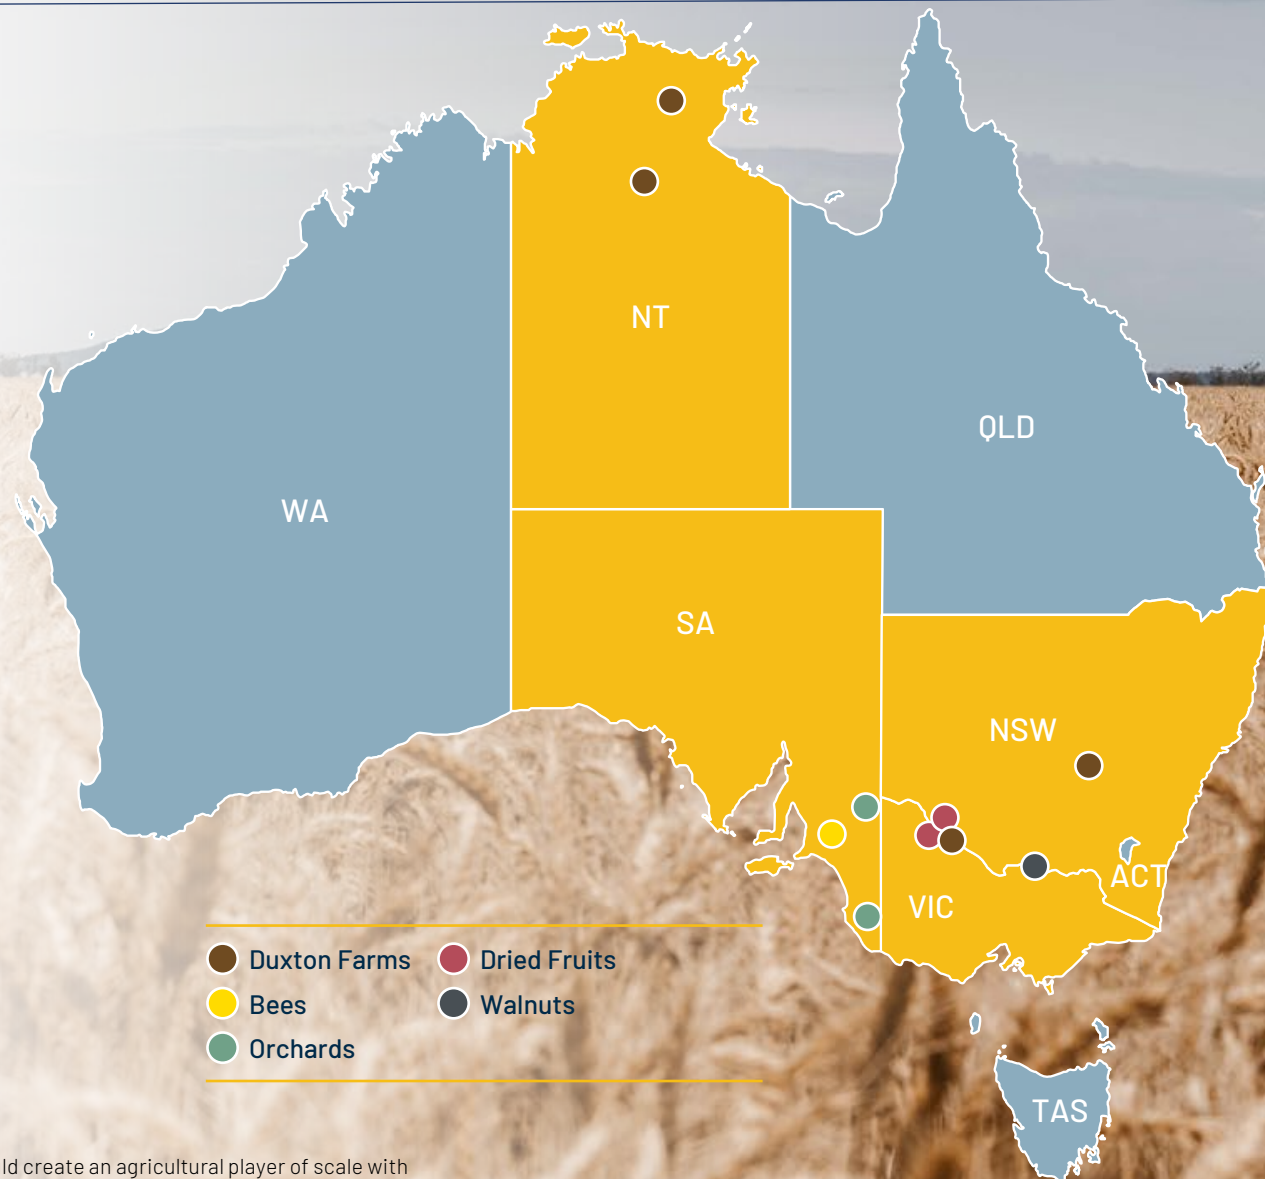 NT
QLD
WA
SA
NSW
ACT
VIC
Duxton Farms
Dried Fruits
Bees
Walnuts
Orchards
TAS
ld create an agricultural player of scale with